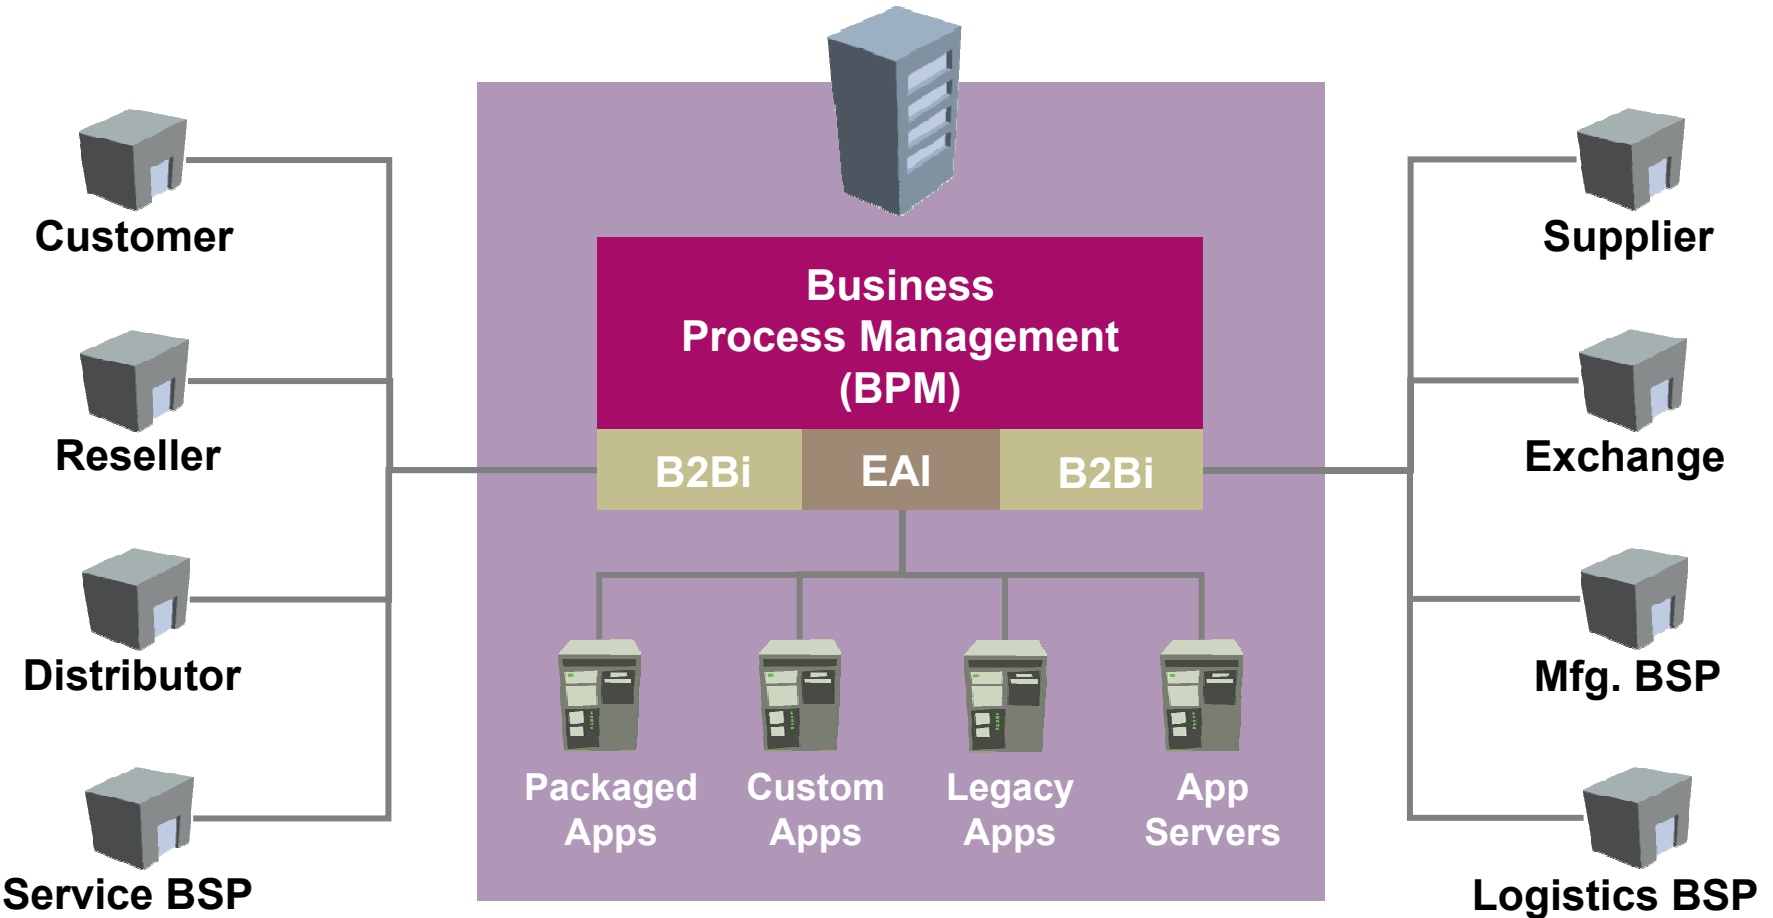 Customer
Reseller
Distributor
Service BSP
Business
Process Management
(BPM)
B2Bi
EAI
B2Bi
Packaged
Apps
Custom
Apps
Legacy
Apps
App
Servers
Supplier
Exchange
Mfg. BSP
Logistics BSP